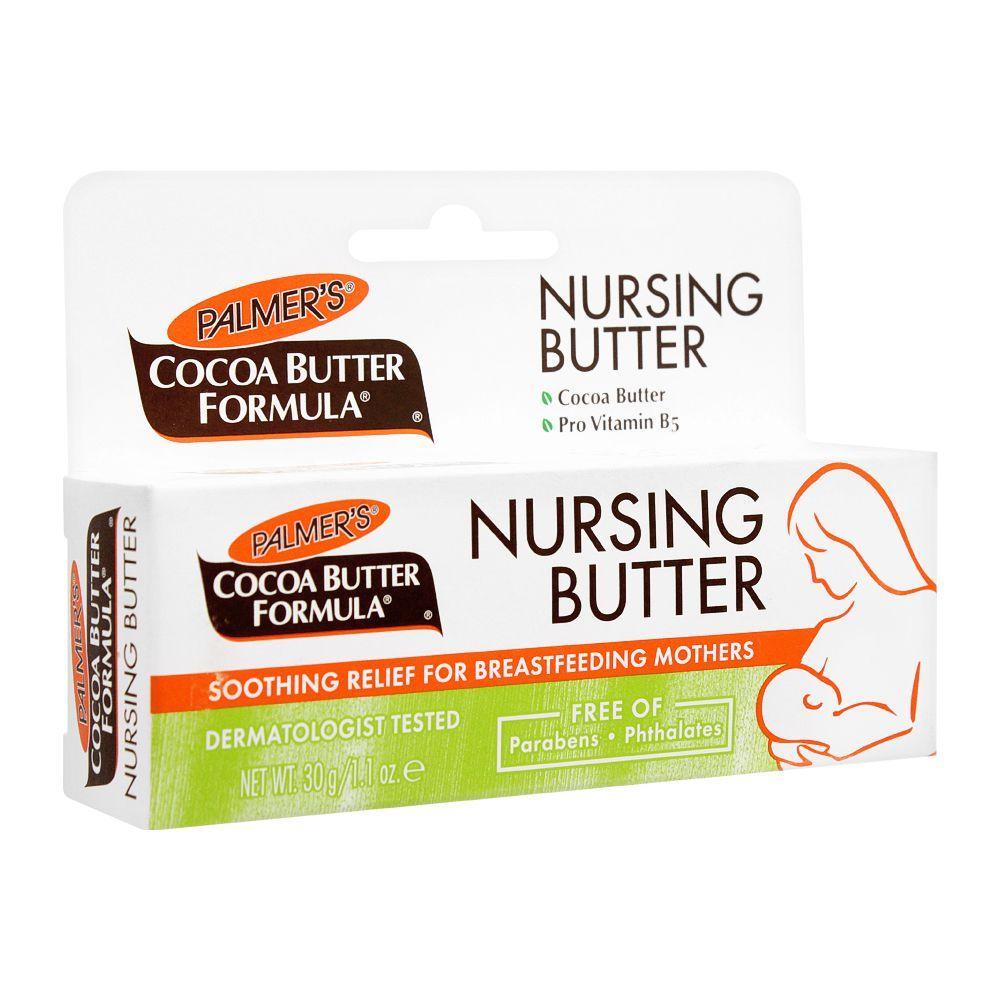 PALMER'S®
COCOA BUTTER
FORMULA®
®
NURSING
BUTTER
Cocoa Butter
Pro Vitamin B5
PALMER'S®
COCOA BUTTER
FORMULA®
®
NURSING
BUTTER
SOOTHING RELIEF FOR BREASTFEEDING MOTHERS
DERMATOLOGIST TESTED
FREE OF
Parabens • Phthalates
NET WT. 30g/1.1 oz. e
PALMER'S®
COCOA BUTTER
FORMULA®
NURSING BUTTER